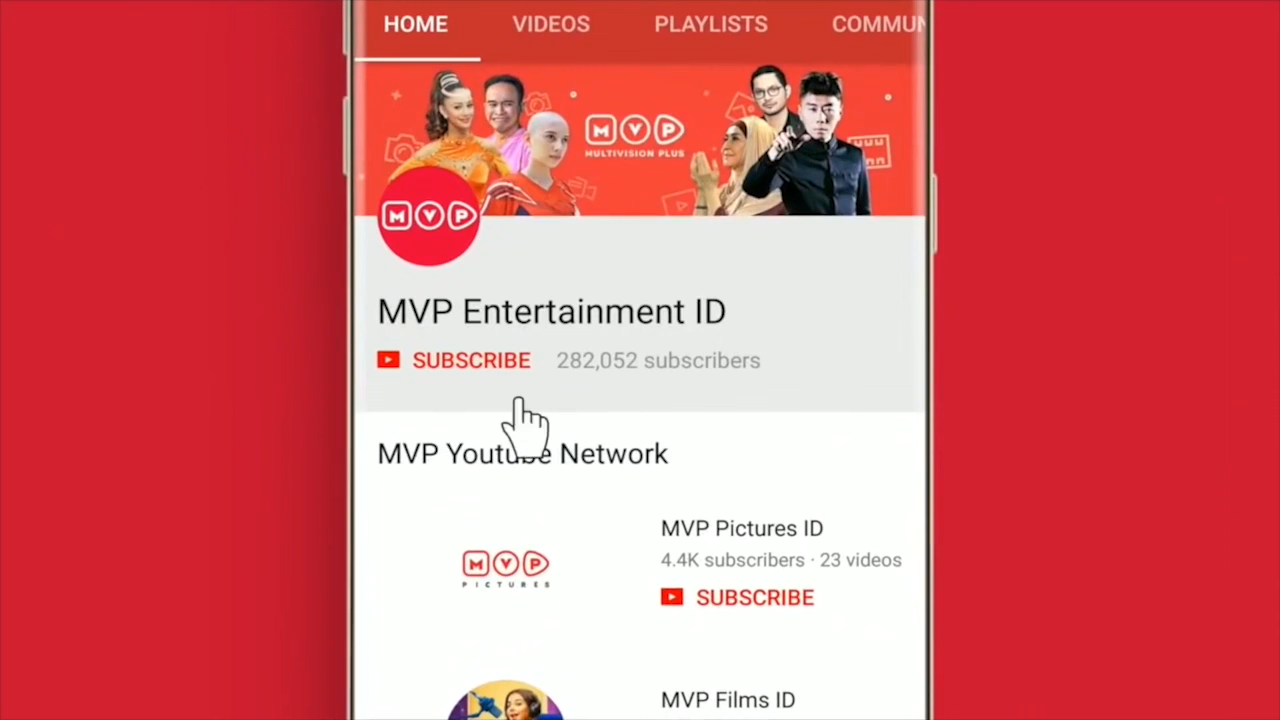 HOME VIDEOS PLAYLISTS COMMUN
MVP
MULTIVISION PLUS
MVP
MVP Entertainment ID
SUBSCRIBE 282,052 subscribers
MVP Youtube Network
MVP Pictures ID
4.4K subscribers · 23 videos
MVP
PICTURES
SUBSCRIBE
MVP Films ID